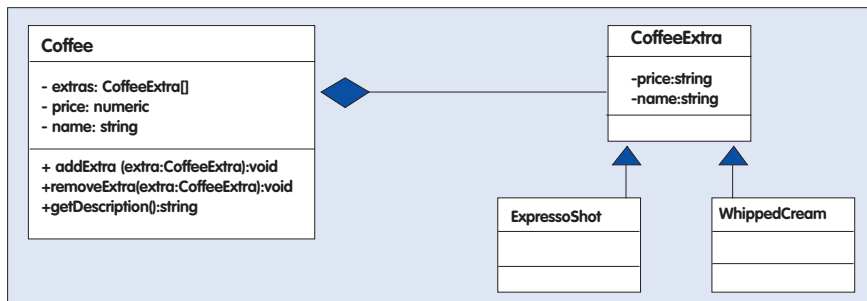 Coffee
- extras: CoffeeExtra[]
- price: numeric
- name: string
+ addExtra (extra:CoffeeExtra):void
+removeExtra(extra:CoffeeExtra):void
+getDescription():string
CoffeeExtra
-price:string
-name:string
ExpressoShot
WhippedCream